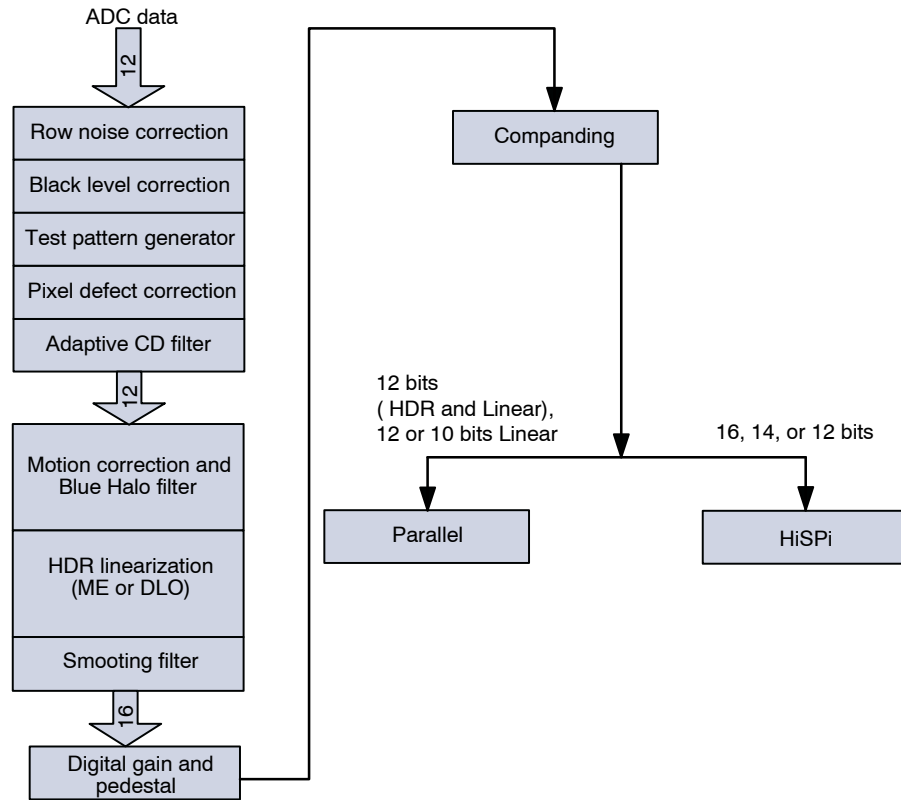 ADC data
12
Row noise correction
Black level correction
Test pattern generator
Pixel defect correction
Adaptive CD filter
12
Motion correction and
Blue Halo filter
HDR linearization
(ME or DLO)
Smooting filter
16
Digital gain and
pedestal
Companding
12 bits
( HDR and Linear),
12 or 10 bits Linear
16, 14, or 12 bits
Parallel
HiSPi